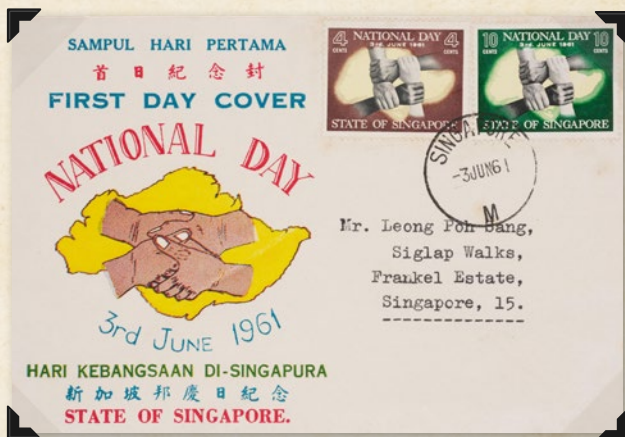 SAMPUL HARI PERTAMA
首日紀念封
FIRST DAY COVER
NATIONAL DAY
3rd JUNE 1961
HARI KEBANGSAAN DI-SINGAPURA
新加坡邦慶日紀念
STATE OF SINGAPORE.
4 NATIONAL DAY 4
CENTS 3rd JUNE 1961 CENTS
STATE OF SINGAPORE
10 NATIONAL DAY 10
CENTS 3rd JUNE 1961 CENTS
STATE OF SINGAPORE
-3JUN61
M
Mr. Leong Poh
Siglap Walks,
Frankel Estate,
Singapore, 15.